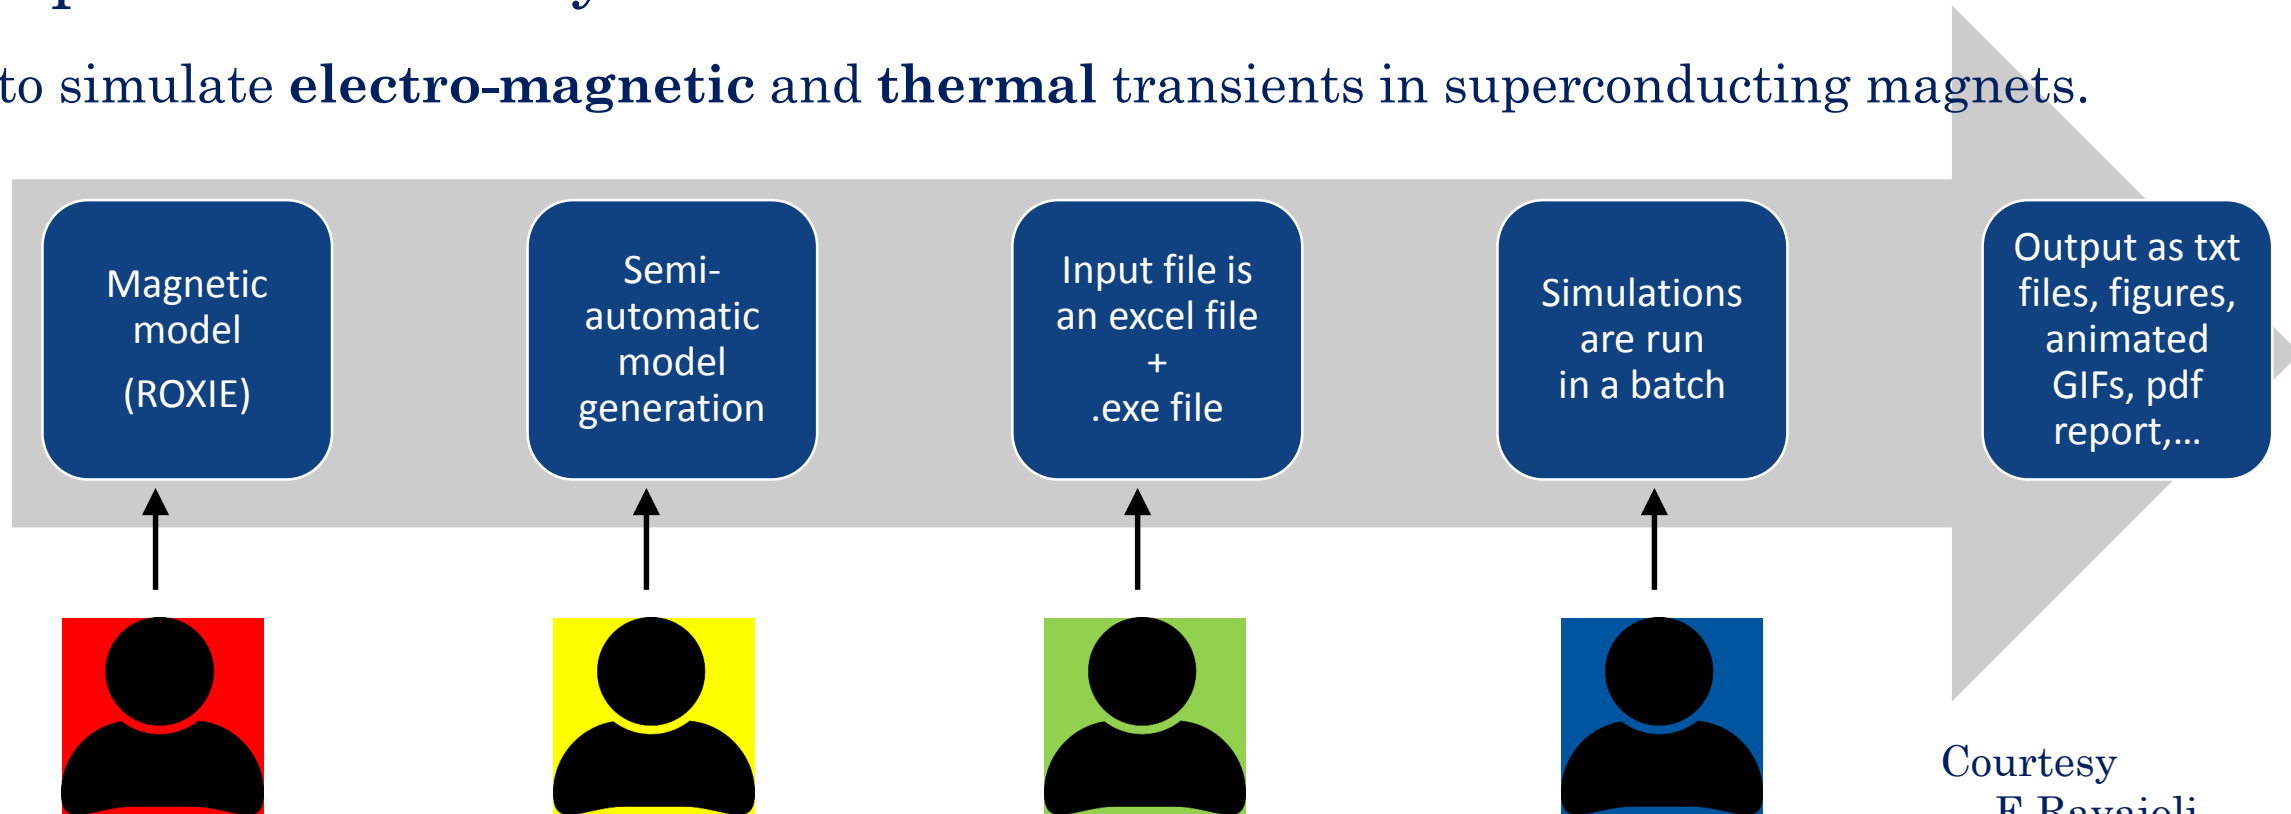 to simulate electro-magnetic and thermal transients in superconducting magnets.
Magnetic
model
(ROXIE)
Semi-
automatic
model
generation
Input file is
an excel file
+
.exe file
Simulations
are run
in a batch
Output as txt
files, figures,
animated
GIFs, pdf
report,...
Courtesy
E Ravaioli